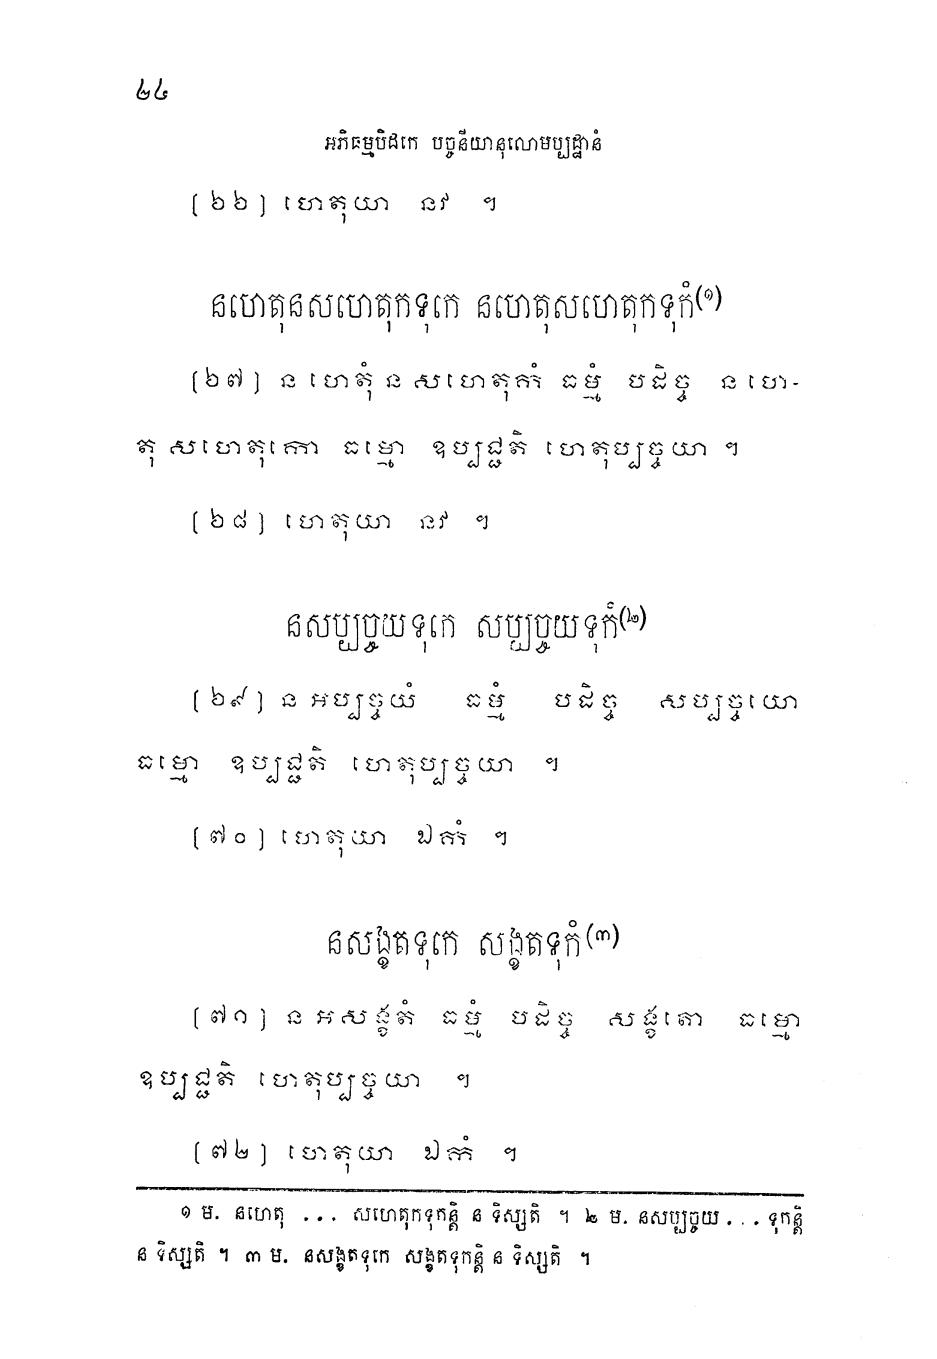 ២៤
អភិធម្មបិដកេ បច្ចនីយានុលោមប្បដ្ឋានំ
[៦៦] ហេតុយា នវ ។
នហេតុនសហេតុកទុកេ នហេតុសហេតុកទុកំ(១)
[៦៧] ន ហេតុំ ន សហេតុកំ ធម្មំ បដិច្ច ន ហេ-
តុ សហេតុកោ ធម្មោ ឧប្បជ្ជតិ ហេតុប្បច្ចយា ។
[៦៨] ហេតុយា នវ ។
នសប្បច្ចយទុកេ សប្បច្ចយទុកំ(២)
[៦៩] ន អប្បច្ចយំ ធម្មំ បដិច្ច សប្បច្ចយោ
ធម្មោ ឧប្បជ្ជតិ ហេតុប្បច្ចយា ។
[៧០] ហេតុយា ឯកំ ។
នសង្ខតទុកេ សង្ខតទុកំ(៣)
[៧១] ន អសង្ខតំ ធម្មំ បដិច្ច សង្ខតោ ធម្មោ
ឧប្បជ្ជតិ ហេតុប្បច្ចយា ។
[៧២] ហេតុយា ឯកំ ។
១ ម. នហេតុ ... សហេតុកទុកន្តិ ន ទិស្សតិ ។ ២ ម. នសប្បច្ចយ ... ទុកន្តិ
ន ទិស្សតិ ។ ៣ ម. នសង្ខតទុកេ សង្ខតទុកន្តិ ន ទិស្សតិ ។